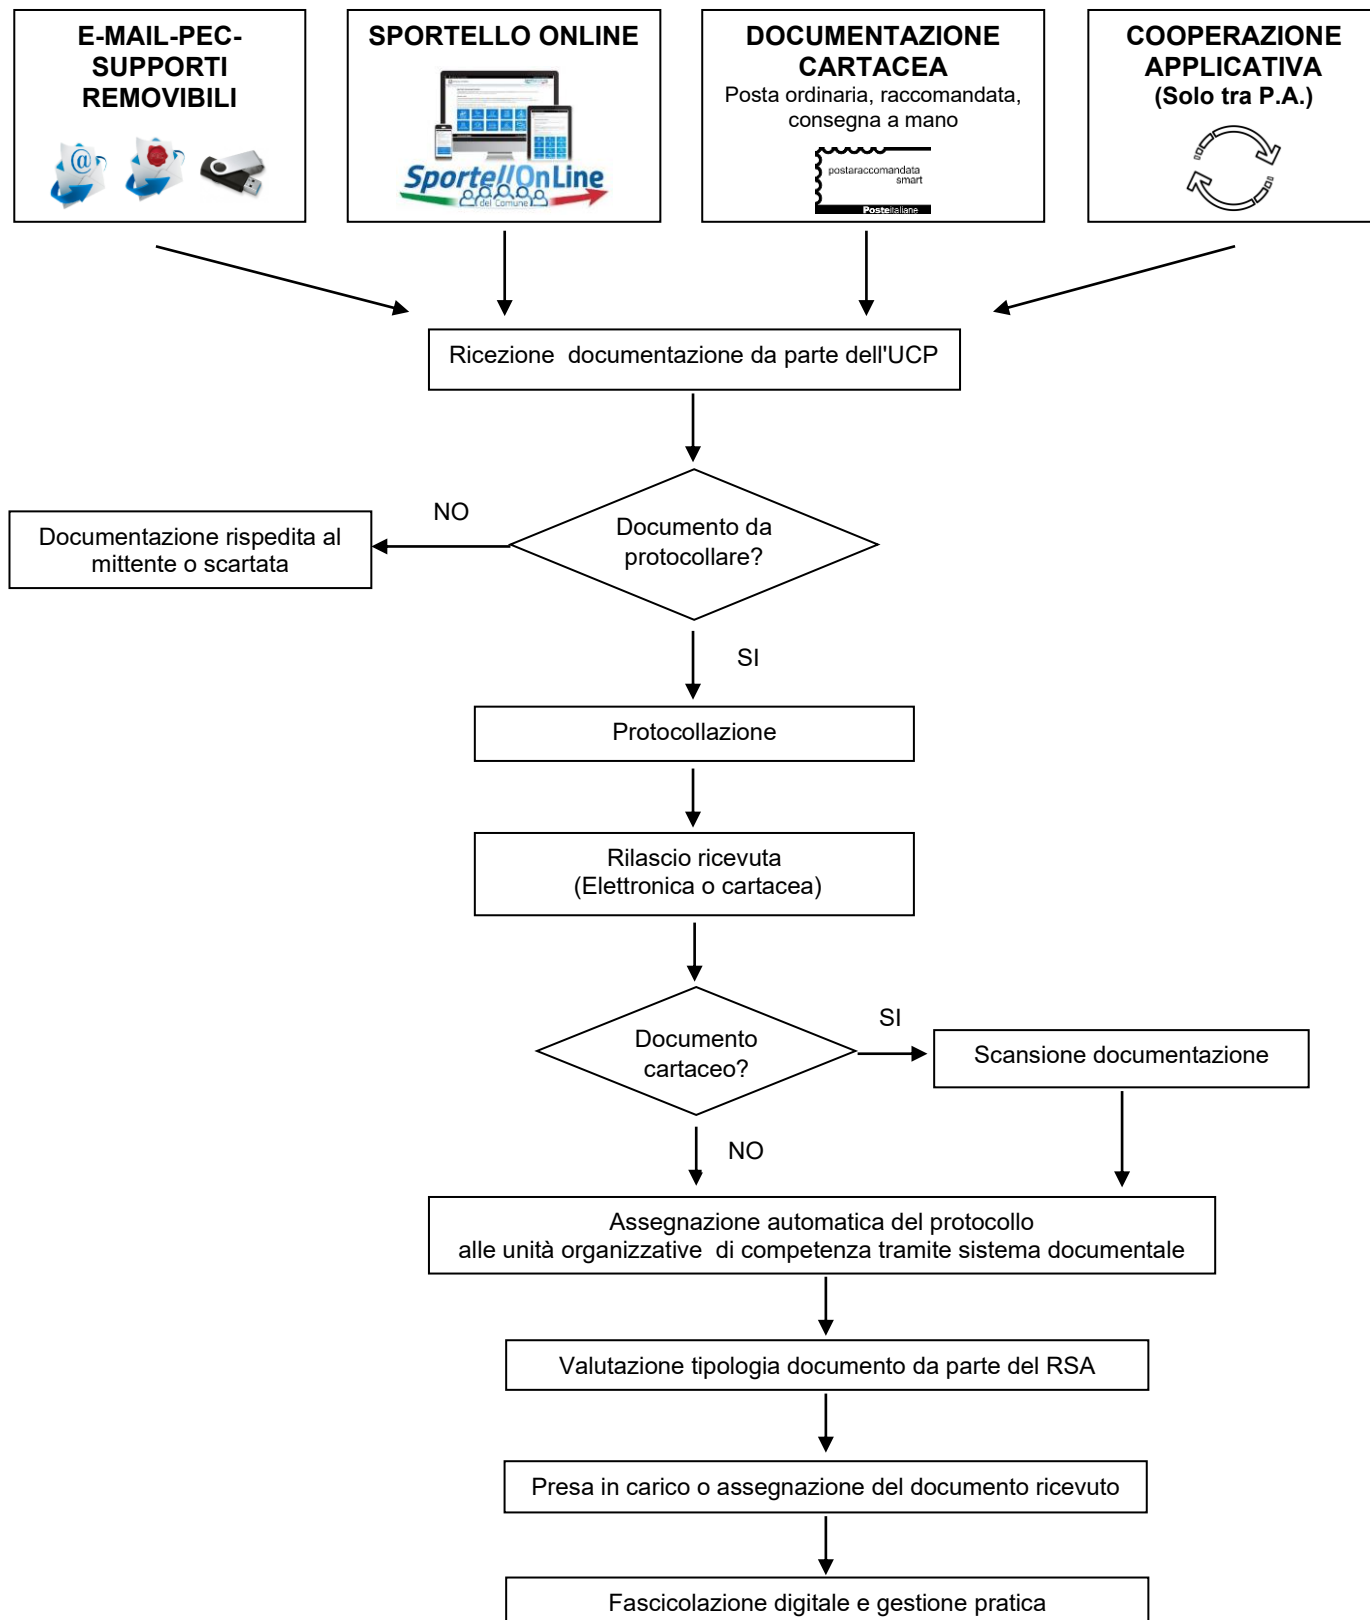 E-MAIL-PEC-
SUPPORTI
REMOVIBILI
@
SPORTELLO ONLINE
SportellOnLine
del Comune
DOCUMENTAZIONE
CARTACEA
Posta ordinaria, raccomandata,
consegna a mano
postaraccomandata
smart
Posteitaliane
COOPERAZIONE
APPLICATIVA
(Solo tra P.A.)
Ricezione documentazione da parte dell'UCP
NO
Documento da
protocollare?
Documentazione rispedita al
mittente o scartata
SI
Protocollazione
Rilascio ricevuta
(Elettronica o cartacea)
Documento
cartaceo?
SI
Scansione documentazione
NO
Assegnazione automatica del protocollo
alle unità organizzative di competenza tramite sistema documentale
Valutazione tipologia documento da parte del RSA
Presa in carico o assegnazione del documento ricevuto
Fascicolazione digitale e gestione pratica